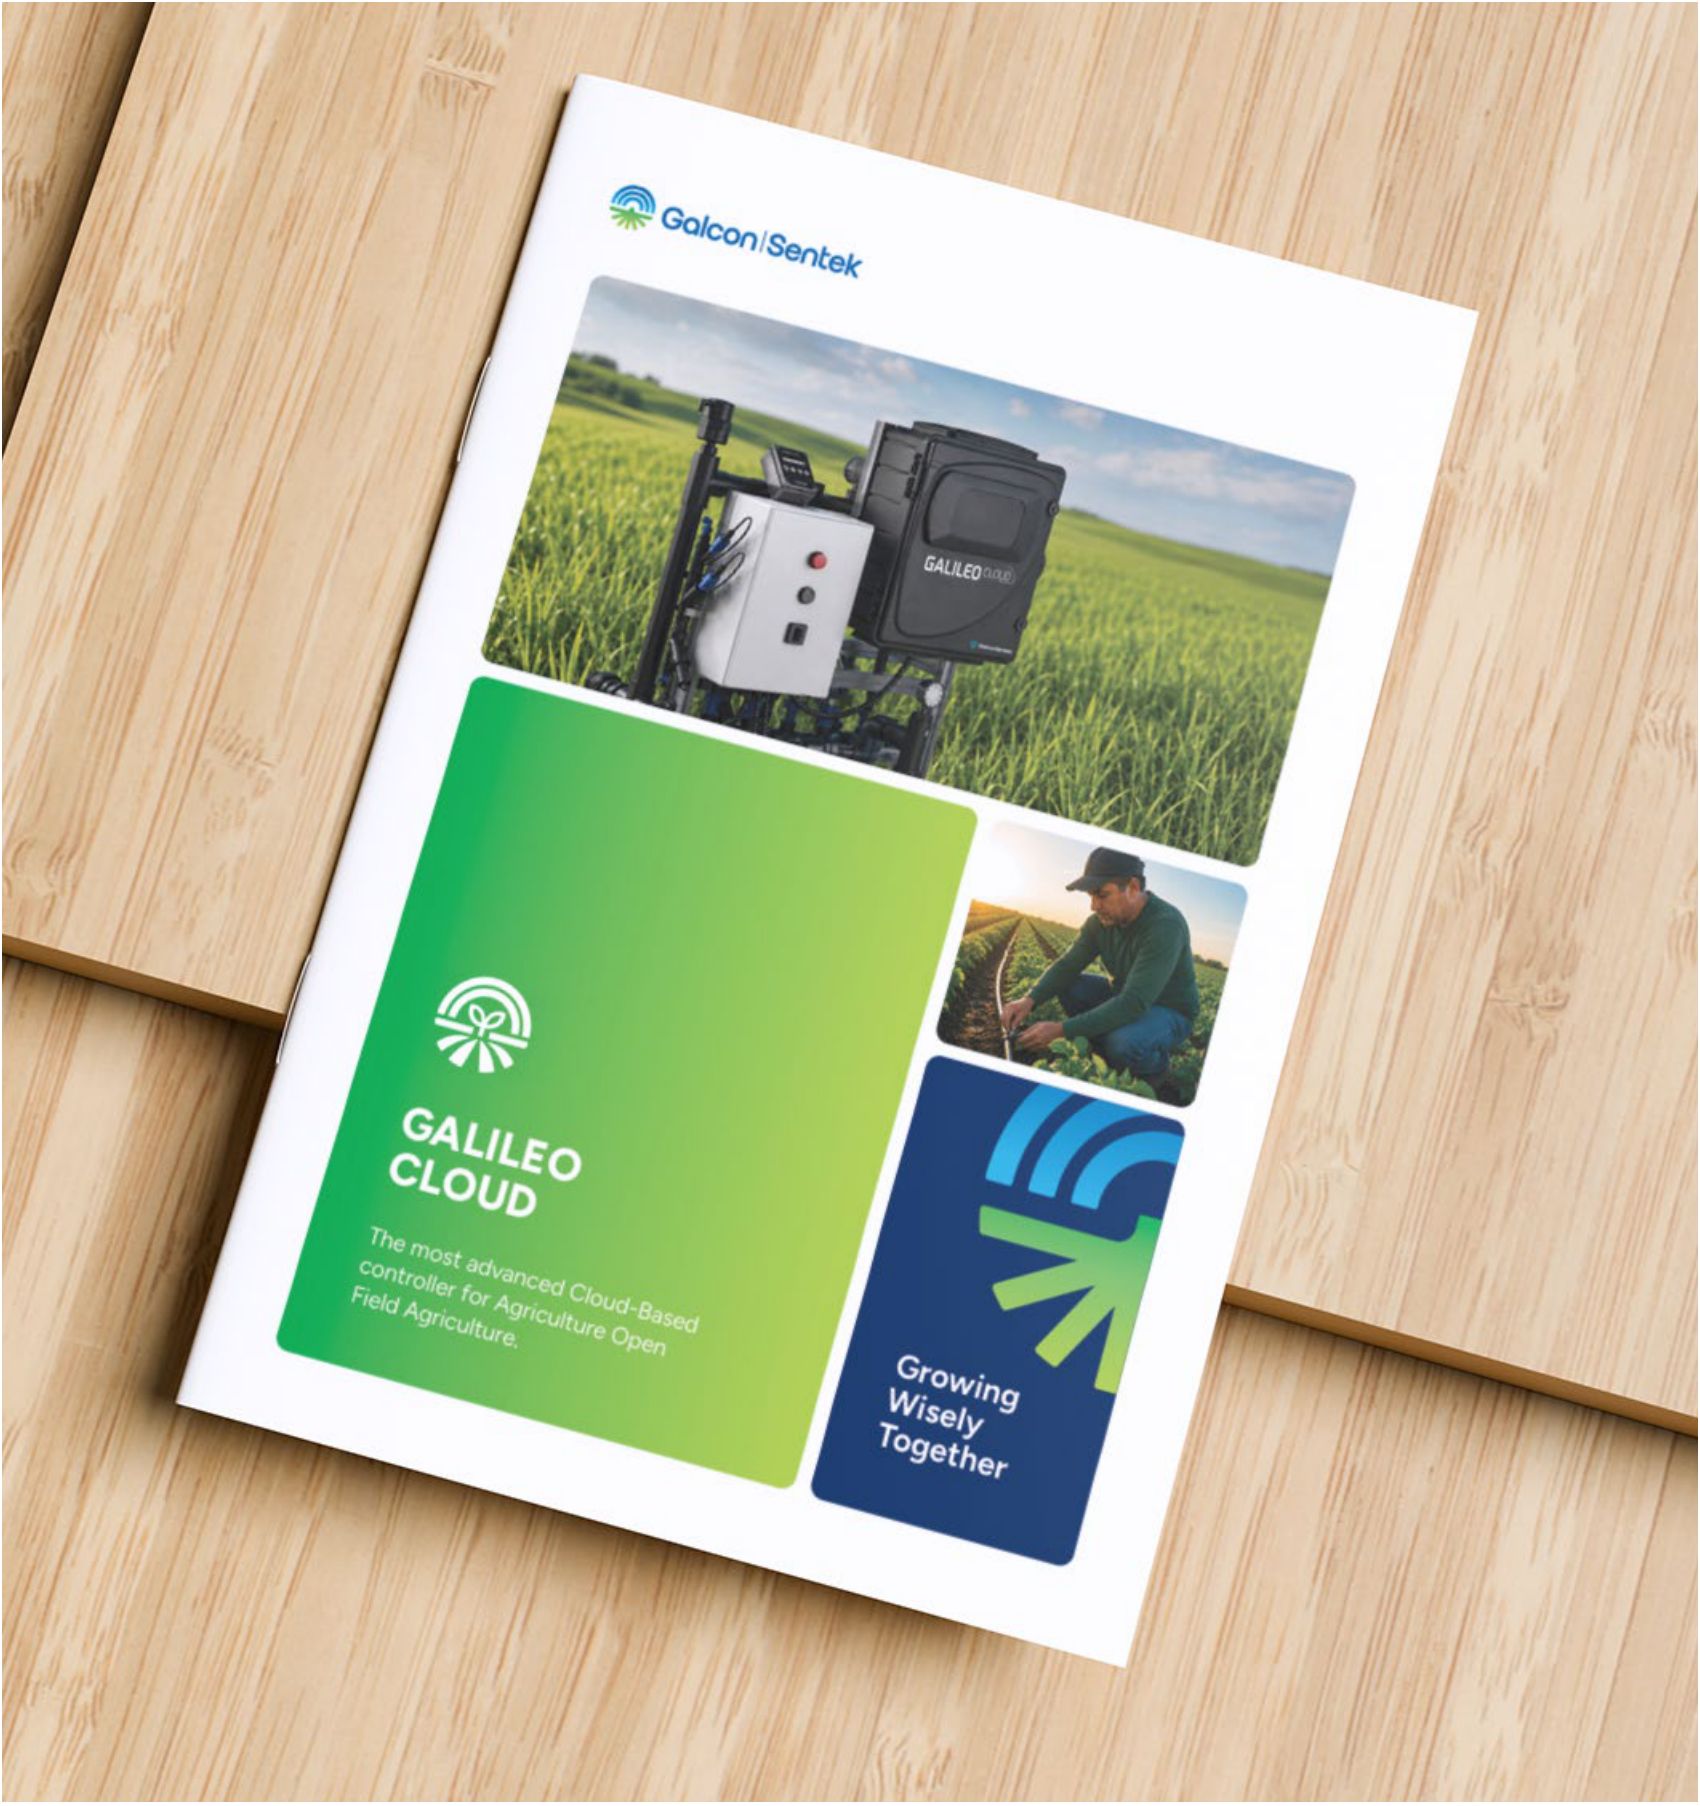 Galcon|Sentek
GALILEO CLOUD
GALILEO
CLOUD
The most advanced Cloud-Based
controller for Agriculture Open
Field Agriculture.
Growing
Wisely
Together